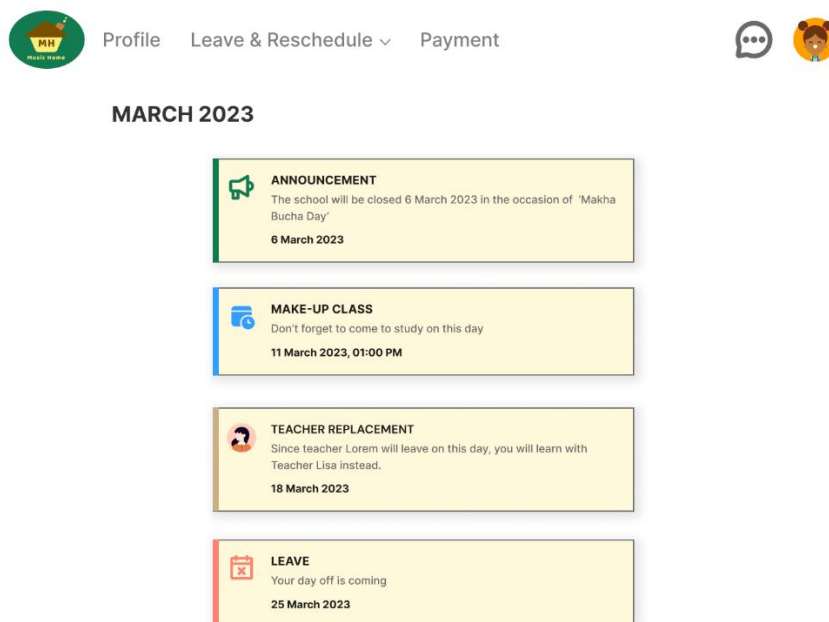 MH
Music Home
Profile Leave & Reschedule Payment
MARCH 2023
ANNOUNCEMENT
The school will be closed 6 March 2023 in the occasion of 'Makha
Bucha Day'
6 March 2023
MAKE-UP CLASS
Don't forget to come to study on this day
11 March 2023, 01:00 PM
TEACHER REPLACEMENT
Since teacher Lorem will leave on this day, you will learn with
Teacher Lisa instead.
18 March 2023
LEAVE
Your day off is coming
25 March 2023